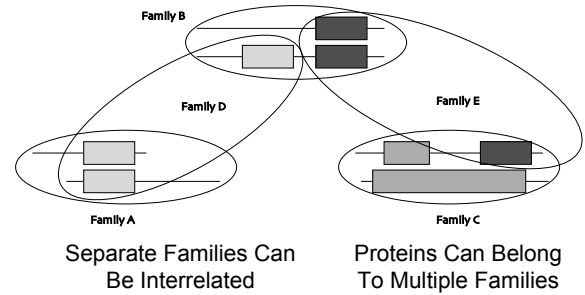 Family B
Family D
Family E
Family A
Family C
Separate Families Can
Be Interrelated
Proteins Can Belong
To Multiple Families